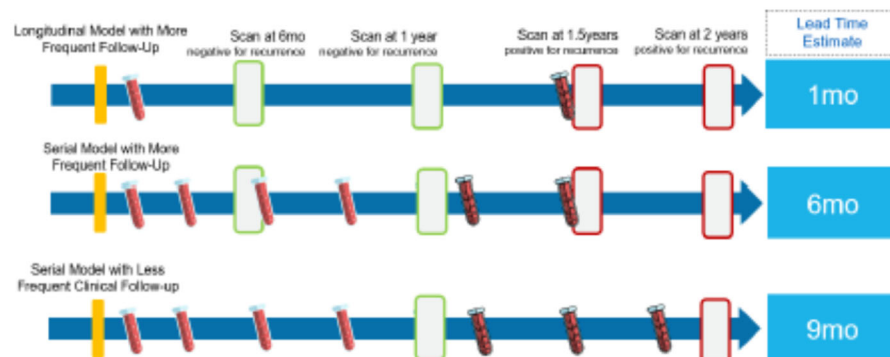 Longitudinal Model with More
Frequent Follow-Up
Scan at 6mo
negative for recurrence
Scan at 1 year
negative for recurrence
Scan at 1.5years
positive for recurrence
Scan at 2 years
positive for recurrence
Lead Time
Estimate
1mo
Serial Model with More
Frequent Follow-Up
6mo
Serial Model with Less
Frequent Clinical Follow-up
9mo